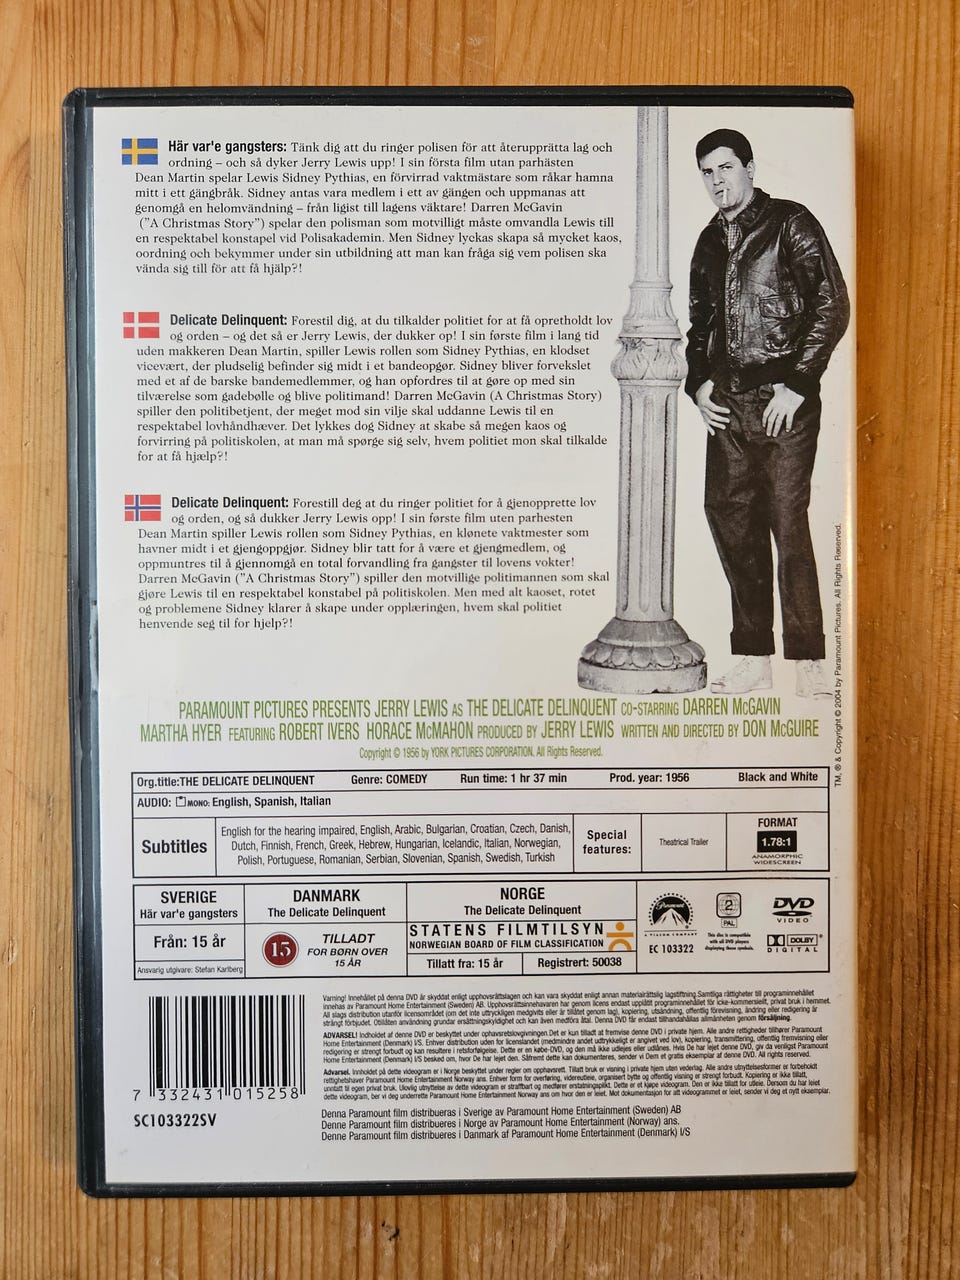 Här var'e gangsters: Tänk dig att du ringer polisen för att återupprätta lag och
ordning – och så dyker Jerry Lewis upp! I sin första film utan parhästen
Dean Martin spelar Lewis Sidney Pythias, en förvirrad vaktmästare som råkar hamna
mitt i ett gängbråk. Sidney antas vara medlem i ett av gängen och uppmanas att
genomgå en helomvändning – från ligist till lagens väktare! Darren McGavin
("A Christmas Story") spelar den polisman som motvilligt måste omvandla Lewis till
en respektabel konstapel vid Polisakademin. Men Sidney lyckas skapa så mycket kaos,
oordning och bekymmer under sin utbildning att man kan fråga sig vem polisen ska
vända sig till för att få hjälp?!
Delicate Delinquent: Forestil dig, at du tilkalder politiet for at få opretholdt lov
og orden – og det så er Jerry Lewis, der dukker op! I sin første film i lang tid
uden makkeren Dean Martin, spiller Lewis rollen som Sidney Pythias, en klodset
vicevært, der pludselig befinder sig midt i et bandeopgør. Sidney bliver forvekslet
med et af de barske bandemedlemmer, og han opfordres til at gøre op med sin
tilværelse som gadebølle og blive politimand! Darren McGavin (A Christmas Story)
spiller den politibetjent, der meget mod sin vilje skal uddanne Lewis til en
respektabel lovhåndhæver. Det lykkes dog Sidney at skabe så megen kaos og
forvirring på politiskolen, at man må spørge sig selv, hvem politiet mon skal tilkalde
for at få hjælp?!
Delicate Delinquent: Forestill deg at du ringer politiet for å gjenopprette lov
og orden, og så dukker Jerry Lewis opp! I sin første film uten parhesten
Dean Martin spiller Lewis rollen som Sidney Pythias, en klønete vaktmester som
havner midt i et gjengoppgjør. Sidney blir tatt for å være et gjengmedlem, og
oppmuntres til å gjennomgå en total forvandling fra gangster til lovens vokter!
Darren McGavin ("A Christmas Story") spiller den motvillige politimannen som skal
gjøre Lewis til en respektabel konstabel på politiskolen. Men med alt kaoset, rotet
og problemene Sidney klarer å skape under opplæringen, hvem skal politiet
henvende seg til for hjelp?!
TM, ® & Copyright © 2004 by Paramount Pictures. All Rights Reserved.
PARAMOUNT PICTURES PRESENTS JERRY LEWIS AS THE DELICATE DELINQUENT CO-STARRING DARREN McGAVIN
MARTHA HYER FEATURING ROBERT IVERS HORACE McMAHON PRODUCED BY JERRY LEWIS WRITTEN AND DIRECTED BY DON McGUIRE
Copyright © 1956 by YORK PICTURES CORPORATION. All Rights Reserved.
Org.title:THE DELICATE DELINQUENT Genre: COMEDY Run time: 1 hr 37 min Prod. year: 1956 Black and White
AUDIO: MONO: English, Spanish, Italian
Subtitles
English for the hearing impaired, English, Arabic, Bulgarian, Croatian, Czech, Danish,
Dutch, Finnish, French, Greek, Hebrew, Hungarian, Icelandic, Italian, Norwegian,
Polish, Portuguese, Romanian, Serbian, Slovenian, Spanish, Swedish, Turkish
Special
features:
Theatrical Trailer
FORMAT
1.78:1
ANAMORPHIC
WIDESCREEN
SVERIGE
Här var'e gangsters
Från: 15 år
Ansvarig utgivare: Stefan Karlberg
DANMARK
The Delicate Delinquent
15
TILLADT
FOR BØRN OVER
15 ÅR
NORGE
The Delicate Delinquent
STATENS FILMTILSYN
NORWEGIAN BOARD OF FILM CLASSIFICATION
Tillatt fra: 15 år
Registrert: 50038
Paramount
A VIACOM COMPANY
EC 103322
2
PAL
This disc is compatible
with all DVD players
displaying these symbols.
DVD
VIDEO
DOLBY
DIGITAL
7 332431 015258
SC103322SV
Denna Paramount film distribueras i Sverige av Paramount Home Entertainment (Sweden) AB
Denne Paramount film distribueres i Norge av Paramount Home Entertainment (Norway) ans.
Denne Paramount film distribueres i Danmark af Paramount Home Entertainment (Denmark) I/S